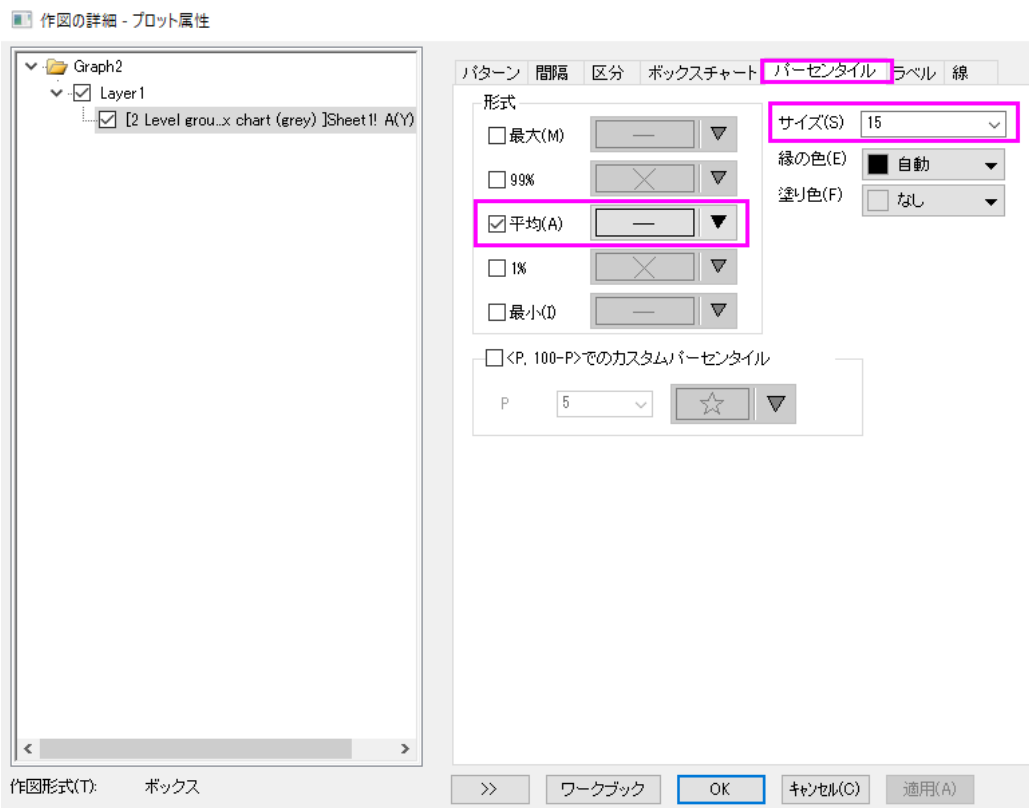 作図の詳細 - プロット属性
Graph2
Layer1
[2 Level grou..x chart (grey) ]Sheet1! A(Y)
パターン 間隔 区分 ボックスチャート パーセンタイル ラベル 線
形式
最大(M)
99%
平均(A)
1%
最小(I)
サイズ(S) 15
縁の色(E) 自動
塗り色(F) なし
<P, 100-P>でのカスタムパーセンタイル
P 5
作図形式(T): ボックス
>> ワークブック OK キャンセル(C) 適用(A)